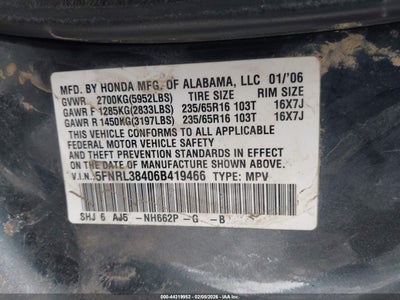 MFD. BY HONDA MFG. OF ALABAMA, LLC 01/'06
GVWR 2700KG(5952LBS) TIRE SIZE RIM SIZE
GAWR F 1285KG(2833LBS) 235/65R16 103T 16X7J
GAWR R 1450KG(3197LBS) 235/65R16 103T 16X7J
THIS VEHICLE CONFORMS TO ALL APPLICABLE
FEDERAL MOTOR VEHICLE SAFETY
AND THEFT PREVENTION STANDARDS IN EFFECT ON
THE DATE OF MANUFACTURE SHOWN ABOVE.
V.I.N. 5FNRL38406B419466 TYPE: MPV
SHJ 6 AJ5 -NH662P -G -B
44-44319952 - 02/09/2026 - iaai.com